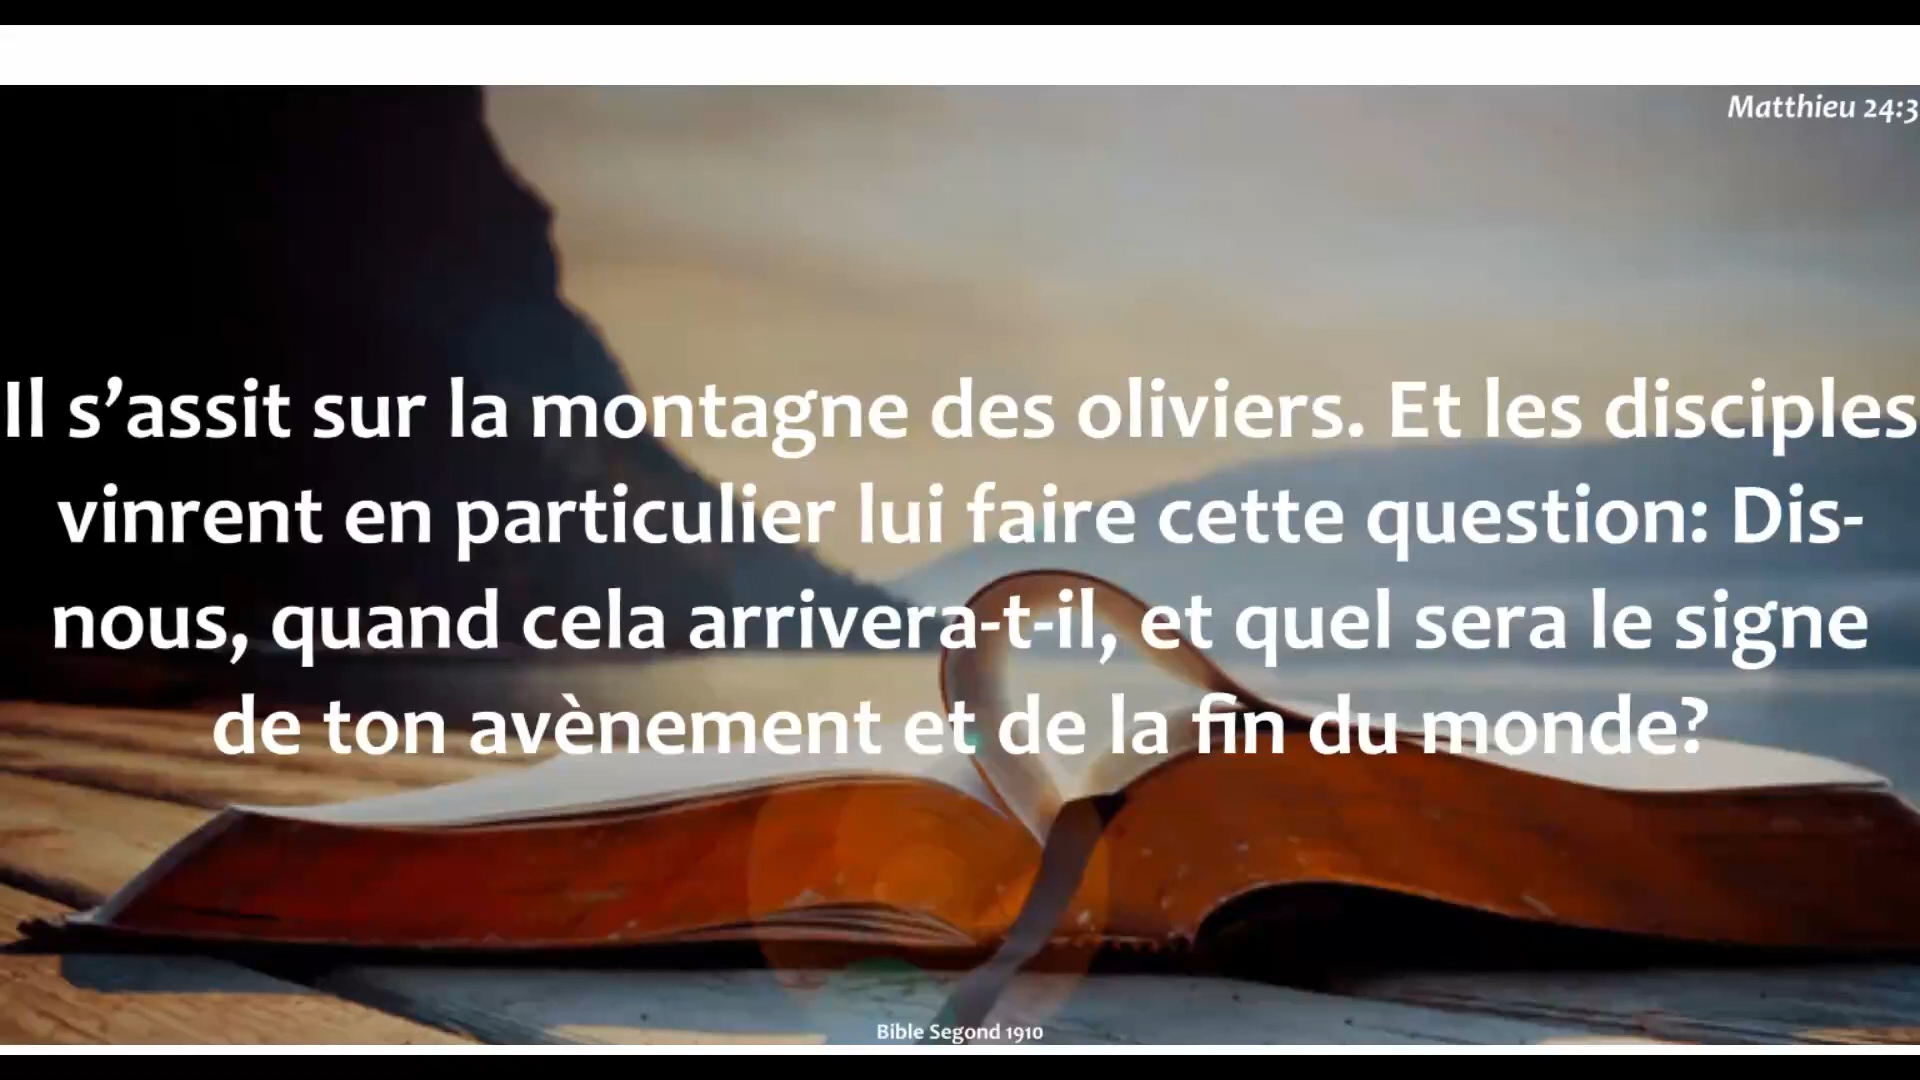 Matthieu 24:3
Il s’assit sur la montagne des oliviers. Et les disciples
vinrent en particulier lui faire cette question: Dis-
nous, quand cela arrivera-t-il, et quel sera le signe
de ton avènement et de la fin du monde?
Bible Segond 1910